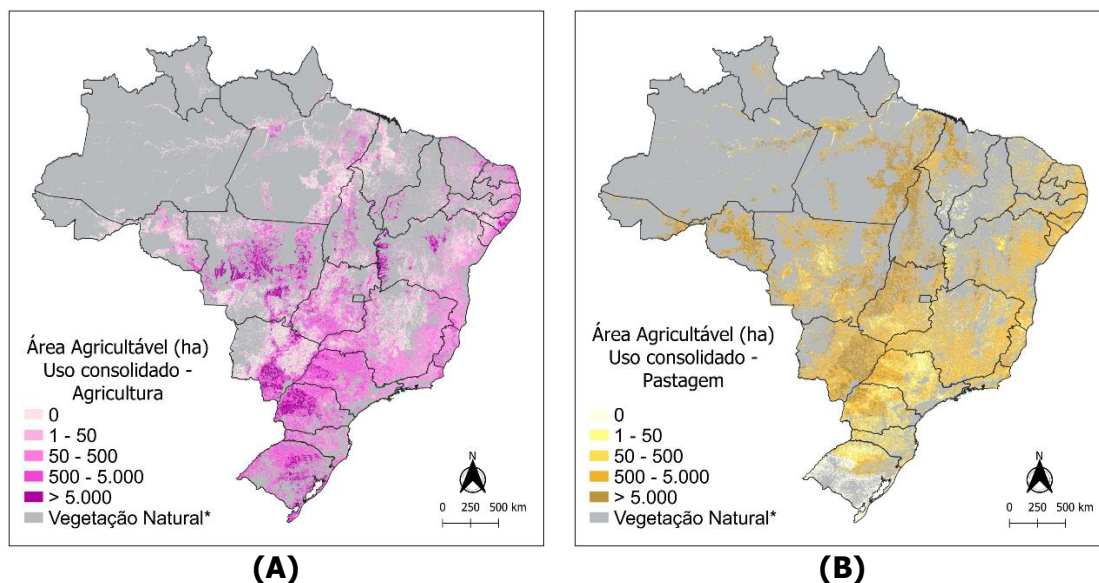 Área Agricultável (ha)
Uso consolidado -
Agricultura
0
1 - 50
50 - 500
500 - 5.000
> 5.000
Vegetação Natural*
N
0 250 500 km
(A)
Área Agricultável (ha)
Uso consolidado -
Pastagem
0
1 - 50
50 - 500
500 - 5.000
> 5.000
Vegetação Natural*
N
0 250 500 km
(B)